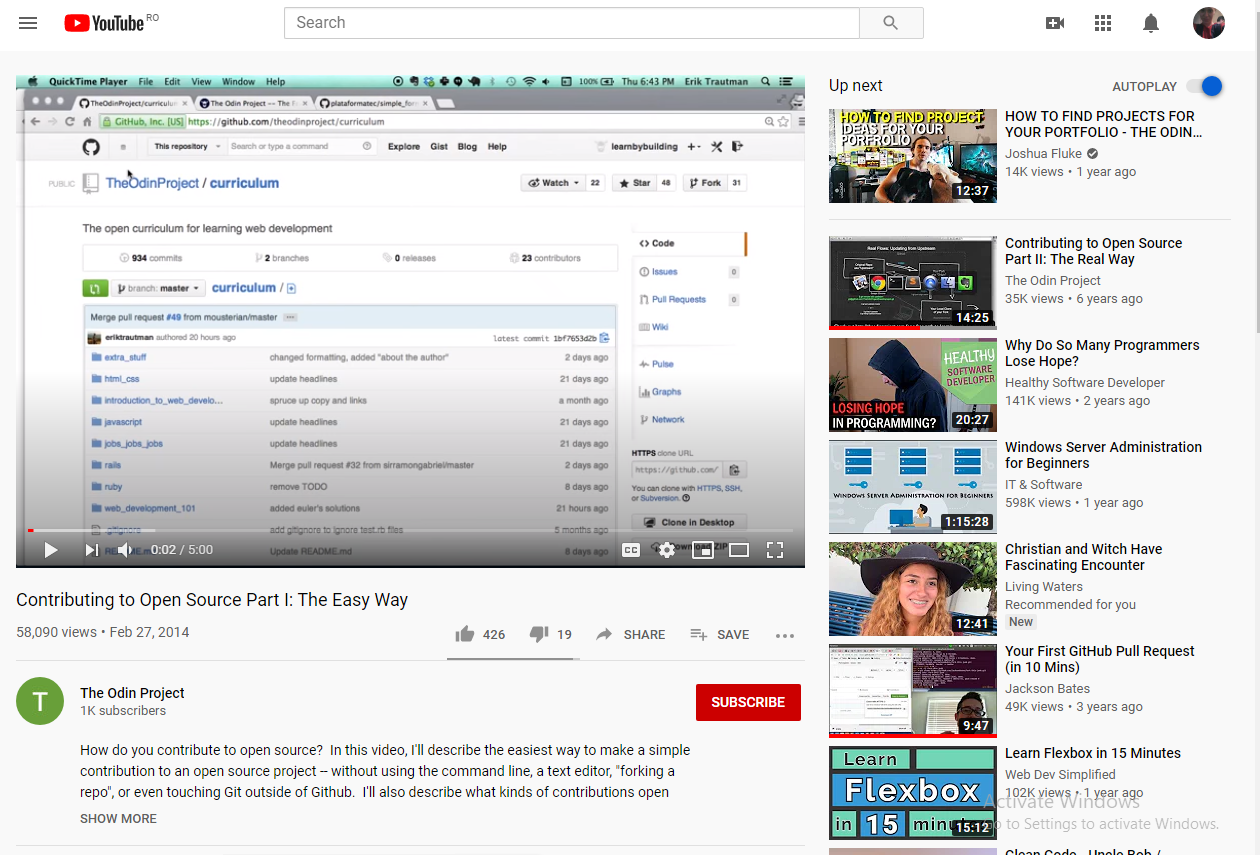 YouTube RO
Search
QuickTime Player File Edit View Window Help 100% Thu 6:43 PM Erik Trautman
TheOdinProject/curriculum The Odin Project -- The F plataformatec/simple_for
GitHub, Inc. [US] https://github.com/theodinproject/curriculum
This repository Search or type a command Explore Gist Blog Help learnbybuilding
PUBLIC TheOdinProject / curriculum Watch 22 Star 48 Fork 31
The open curriculum for learning web development
934 commits 2 branches 0 releases 23 contributors
branch: master curriculum /
Merge pull request #49 from mousterian/master
eriktrautman authored 20 hours ago latest commit 1bf7653d2b
extra_stuff changed formatting, added "about the author" 2 days ago
html_css update headlines 21 days ago
introduction_to_web_develo... spruce up copy and links a month ago
javascript update headlines 21 days ago
jobs_jobs_jobs update headlines 21 days ago
rails Merge pull request #32 from sirramongabriel/master 2 days ago
ruby remove TODO 8 days ago
web_development_101 added euler's solutions 21 hours ago
.gitignore add gitignore to ignore test.rb files 5 months ago
Update README.md 8 days ago
Code
Issues 0
Pull Requests 0
Wiki
Pulse
Graphs
Network
HTTPS clone URL
https://github.com/
You can clone with HTTPS, SSH,
or Subversion.
Clone in Desktop
Download ZIP
0:02 / 5:00 CC
Contributing to Open Source Part I: The Easy Way
58,090 views • Feb 27, 2014
426 19 SHARE SAVE
T
The Odin Project
1K subscribers
SUBSCRIBE
How do you contribute to open source? In this video, I'll describe the easiest way to make a simple
contribution to an open source project -- without using the command line, a text editor, "forking a
repo", or even touching Git outside of Github. I'll also describe what kinds of contributions open
SHOW MORE
Up next AUTOPLAY
HOW TO FIND PROJECT
IDEAS FOR YOUR
PORFROLIO
12:37
HOW TO FIND PROJECTS FOR
YOUR PORTFOLIO - THE ODIN...
Joshua Fluke
14K views • 1 year ago
Real Flows: Updating from Upstream
14:25
Contributing to Open Source
Part II: The Real Way
The Odin Project
35K views • 6 years ago
HEALTHY
SOFTWARE
DEVELOPER
LOSING HOPE
IN PROGRAMMING?
20:27
Why Do So Many Programmers
Lose Hope?
Healthy Software Developer
141K views • 2 years ago
WINDOWS SERVER ADMINISTRATION FOR BEGINNERS
1:15:28
Windows Server Administration
for Beginners
IT & Software
598K views • 1 year ago
12:41
Christian and Witch Have
Fascinating Encounter
Living Waters
Recommended for you
New
9:47
Your First GitHub Pull Request
(in 10 Mins)
Jackson Bates
49K views • 3 years ago
Learn
Flexbox
in 15 minu
15:12
Learn Flexbox in 15 Minutes
Web Dev Simplified
102K views • 1 year ago
Activate Windows
Go to Settings to activate Windows.
Clean Code - Uncle Bob /